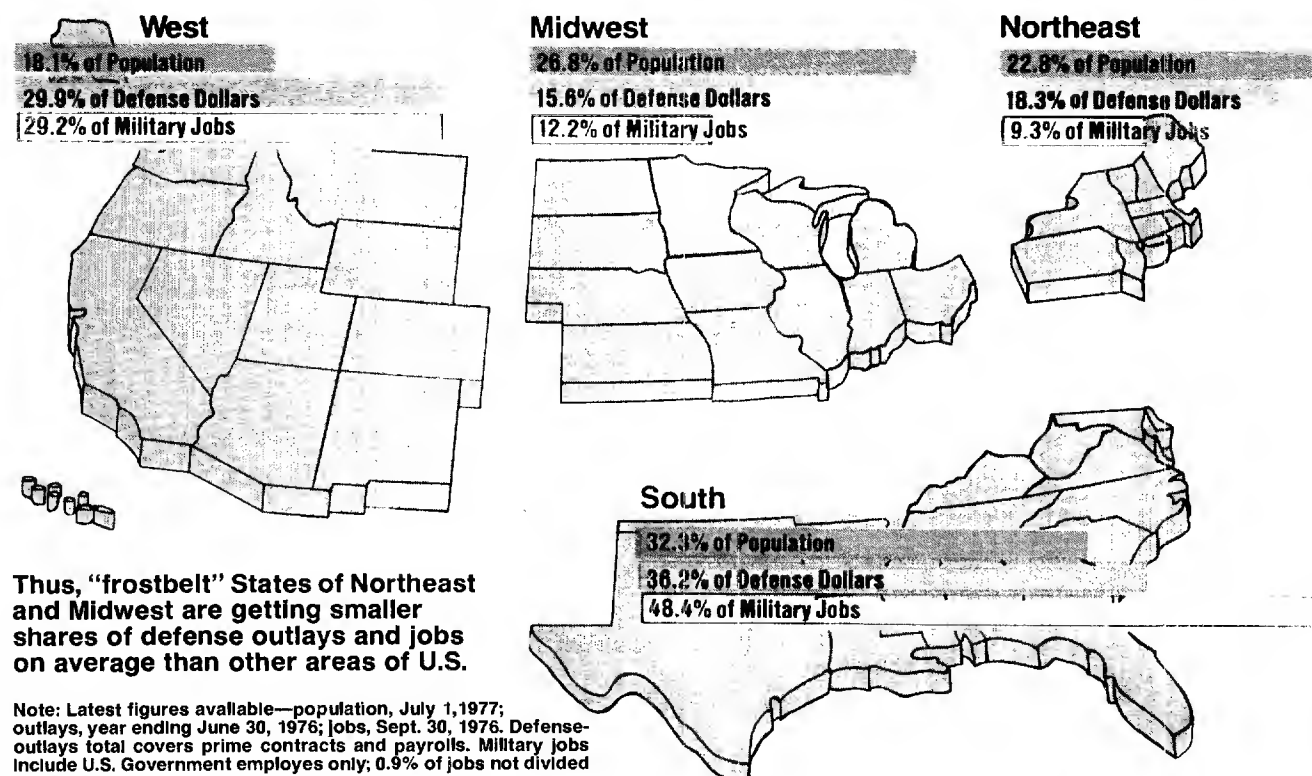 West
18.1% of Population
29.9% of Defense Dollars
29.2% of Military Jobs
Midwest
26.8% of Population
15.6% of Defense Dollars
12.2% of Military Jobs
Northeast
22.8% of Population
18.3% of Defense Dollars
9.3% of Military Jobs
South
32.3% of Population
36.2% of Defense Dollars
48.4% of Military Jobs
Thus, “frostbelt” States of Northeast
and Midwest are getting smaller
shares of defense outlays and jobs
on average than other areas of U.S.
Note: Latest figures available—population, July 1,1977;
outlays, year ending June 30, 1976; jobs, Sept. 30, 1976. Defense-
outlays total covers prime contracts and payrolls. Military jobs
include U.S. Government employes only; 0.9% of jobs not divided